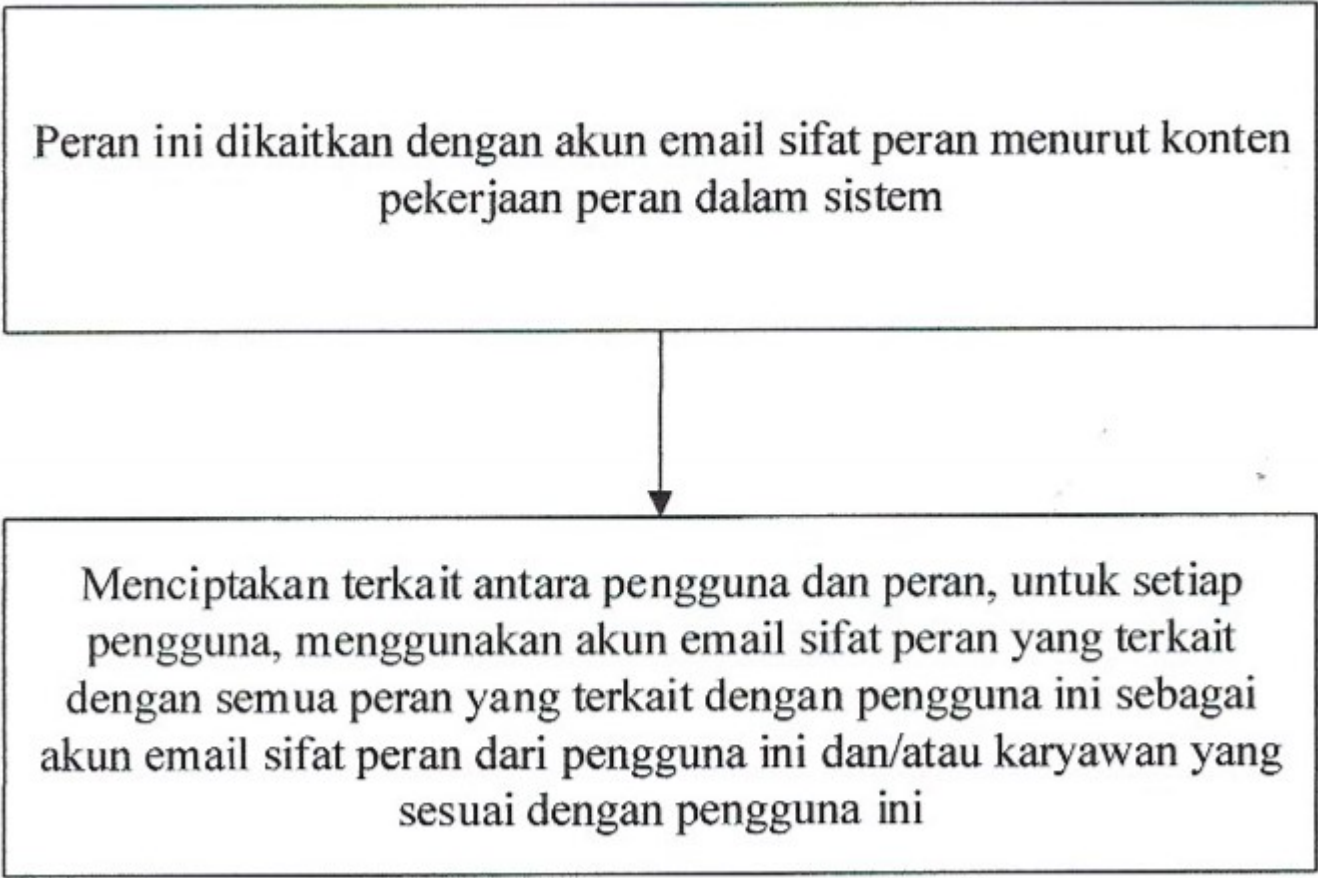 Peran ini dikaitkan dengan akun email sifat peran menurut konten
pekerjaan peran dalam sistem
Menciptakan terkait antara pengguna dan peran, untuk setiap
pengguna, menggunakan akun email sifat peran yang terkait
dengan semua peran yang terkait dengan pengguna ini sebagai
akun email sifat peran dari pengguna ini dan/atau karyawan yang
sesuai dengan pengguna ini